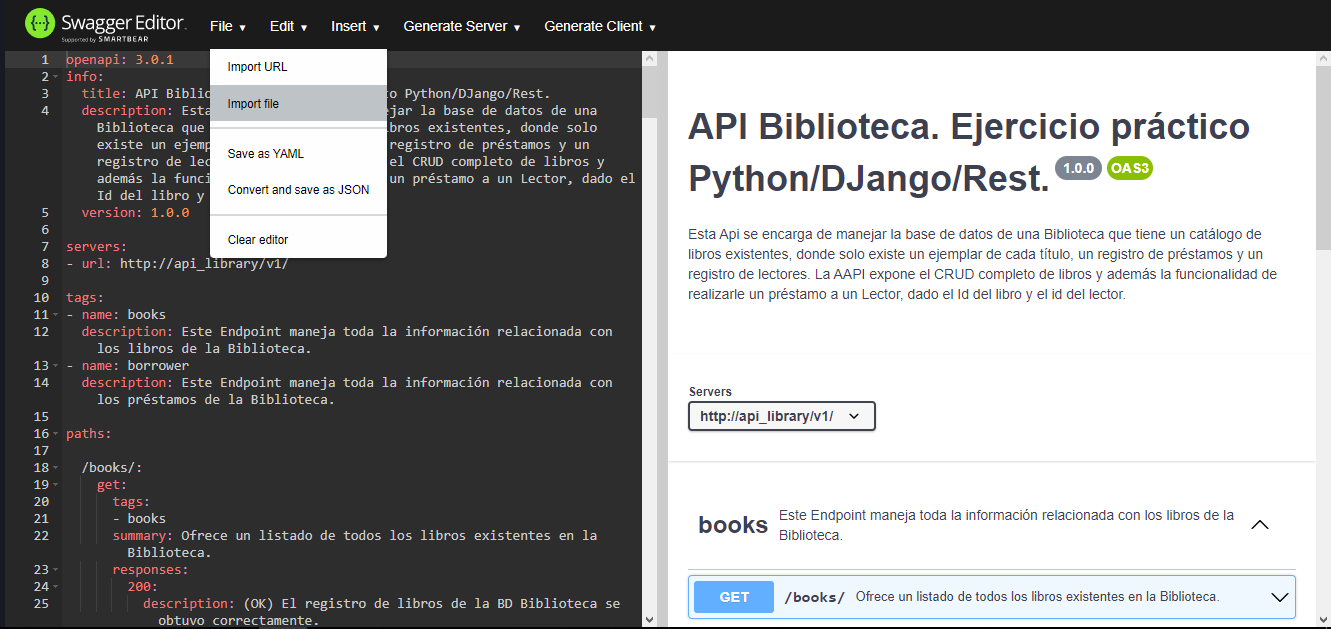 Swagger Editor.
Supported by SMARTBEAR
File ▾ Edit ▾ Insert ▾ Generate Server ▾ Generate Client ▾
Import URL
Import file
Save as YAML
Convert and save as JSON
Clear editor
1 openapi: 3.0.1
2 info:
3 title: API Biblio o Python/DJango/Rest.
4 description: Esta jar la base de datos de una
Biblioteca que bros existentes, donde solo
existe un ejemp registro de préstamos y un
registro de lec el CRUD completo de libros y
además la funci un préstamo a un Lector, dado el
Id del libro y
5 version: 1.0.0
6
7 servers:
8 - url: http://api_library/v1/
9
10 tags:
11 - name: books
12 description: Este Endpoint maneja toda la información relacionada con
los libros de la Biblioteca.
13 - name: borrower
14 description: Este Endpoint maneja toda la información relacionada con
los préstamos de la Biblioteca.
15
16 paths:
17
18 /books/:
19 get:
20 tags:
21 - books
22 summary: Ofrece un listado de todos los libros existentes en la
Biblioteca.
23 responses:
24 200:
25 description: (OK) El registro de libros de la BD Biblioteca se
obtuvo correctamente.
API Biblioteca. Ejercicio práctico
Python/DJango/Rest. 1.0.0 OAS3
Esta Api se encarga de manejar la base de datos de una Biblioteca que tiene un catálogo de
libros existentes, donde solo existe un ejemplar de cada título, un registro de préstamos y un
registro de lectores. La AAPI expone el CRUD completo de libros y además la funcionalidad de
realizarle un préstamo a un Lector, dado el Id del libro y el id del lector.
Servers
http://api_library/v1/
books Este Endpoint maneja toda la información relacionada con los libros de la
Biblioteca.
GET /books/ Ofrece un listado de todos los libros existentes en la Biblioteca.